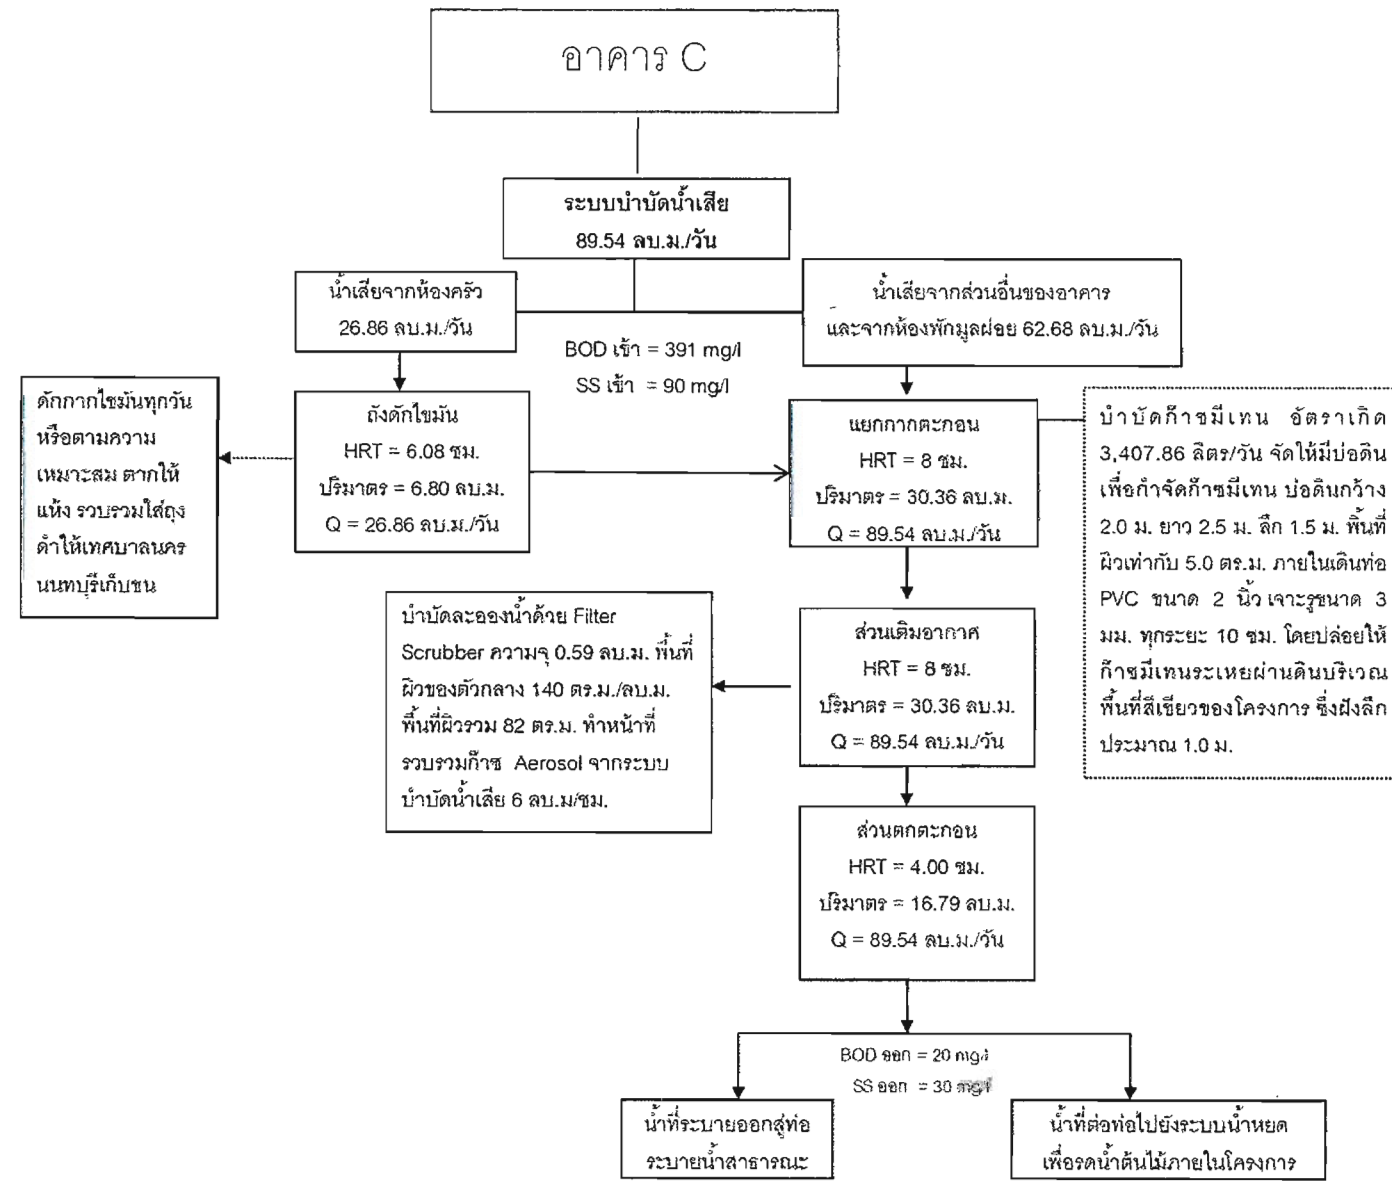 อาคาร C
ระบบบำบัดน้ำเสีย
89.54 ลบ.ม./วัน
น้ำเสียจากห้องครัว
26.86 ลบ.ม./วัน
น้ำเสียจากส่วนอื่นของอาคาร
และจากห้องพักมูลฝอย 62.68 ลบ.ม./วัน
BOD เข้า = 391 mg/l
SS เข้า = 90 mg/l
ดักกากไขมันทุกวัน
หรือตามความ
เหมาะสม ตากให้
แห้ง รวบรวมใส่ถุง
ดำให้เทศบาลนคร
นนทบุรีเก็บขน
ถังดักไขมัน
HRT = 6.08 ชม.
ปริมาตร = 6.80 ลบ.ม.
Q = 26.86 ลบ.ม./วัน
แยกกากตะกอน
HRT = 8 ชม.
ปริมาตร = 30.36 ลบ.ม.
Q = 89.54 ลบ.ม./วัน
บำบัดก๊าซมีเทน อัตราเกิด
3,407.86 ลิตร/วัน จัดให้มีบ่อดิน
เพื่อกำจัดก๊าซมีเทน บ่อดินกว้าง
2.0 ม. ยาว 2.5 ม. ลึก 1.5 ม. พื้นที่
ผิวเท่ากับ 5.0 ตร.ม. ภายในเดินท่อ
PVC ขนาด 2 นิ้ว เจาะรูขนาด 3
มม. ทุกระยะ 10 ซม. โดยปล่อยให้
ก๊าซมีเทนระเหยผ่านดินบริเวณ
พื้นที่สีเขียวของโครงการ ซึ่งฝังลึก
ประมาณ 1.0 ม.
บำบัดละอองน้ำด้วย Filter
Scrubber ความจุ 0.59 ลบ.ม. พื้นที่
ผิวของตัวกลาง 140 ตร.ม./ลบ.ม.
พื้นที่ผิวรวม 82 ตร.ม. ทำหน้าที่
รวบรวมก๊าซ Aerosol จากระบบ
บำบัดน้ำเสีย 6 ลบ.ม/ชม.
ส่วนเติมอากาศ
HRT = 8 ชม.
ปริมาตร = 30.36 ลบ.ม.
Q = 89.54 ลบ.ม./วัน
ส่วนตกตะกอน
HRT = 4.00 ชม.
ปริมาตร = 16.79 ลบ.ม.
Q = 89.54 ลบ.ม./วัน
BOD ออก = 20 mg/l
SS ออก = 30 mg/l
น้ำที่ระบายออกสู่ท่อ
ระบายน้ำสาธารณะ
น้ำที่ต่อท่อไปยังระบบน้ำหยด
เพื่อรดน้ำต้นไม้ภายในโครงการ